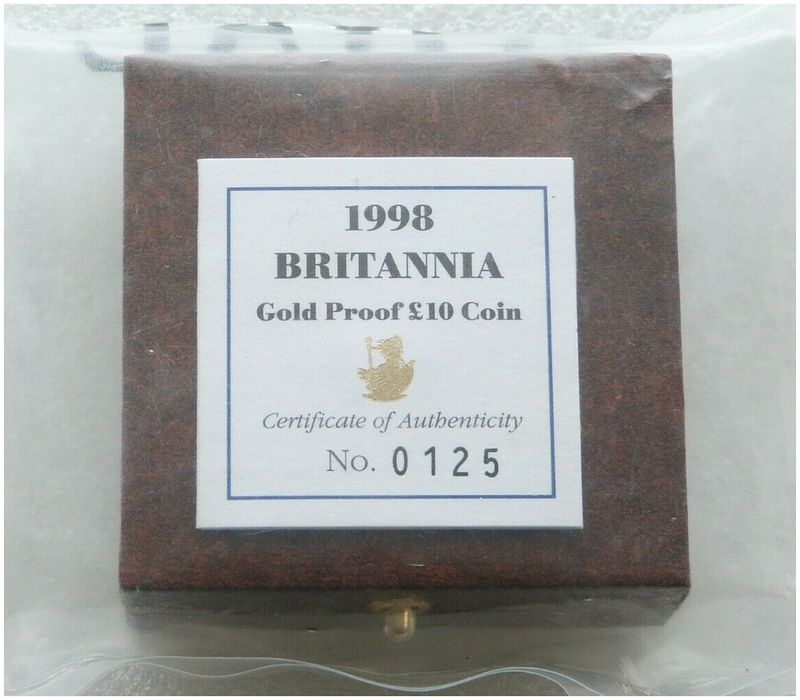 1998
BRITANNIA
Gold Proof £10 Coin
Certificate of Authenticity
No. 0125